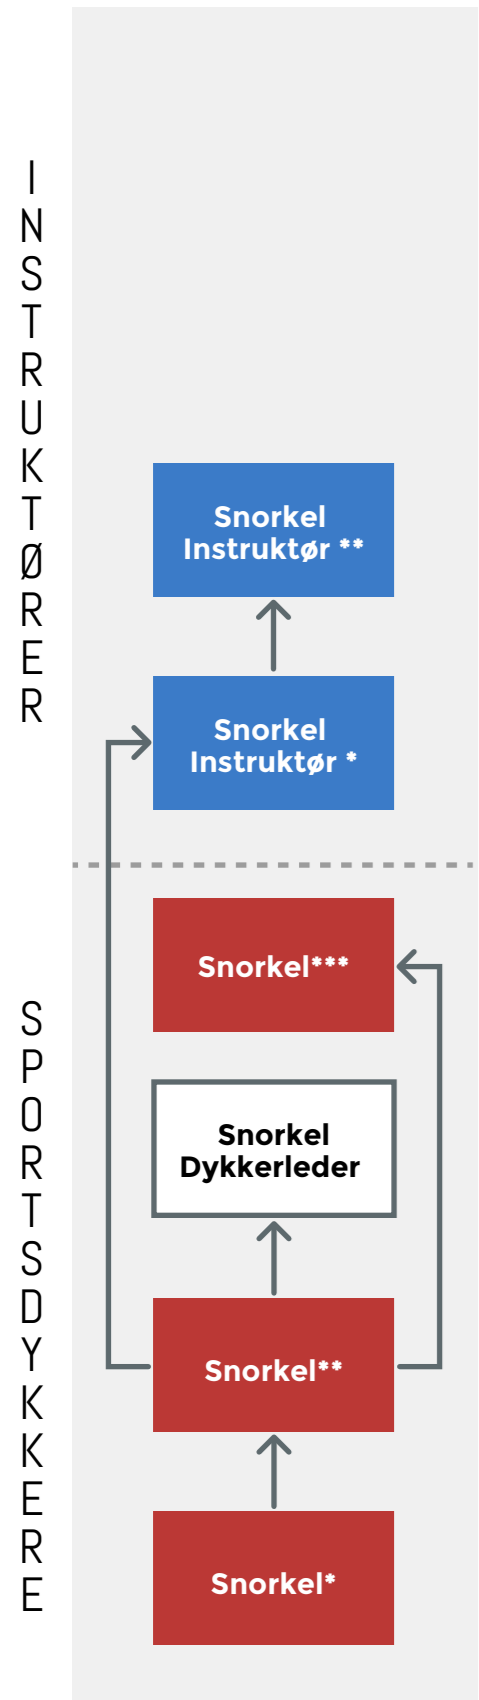 INSTRUKTØRER
Snorkel
Instruktør **
Snorkel
Instruktør *
SPORTSDYKKERE
Snorkel***
Snorkel
Dykkerleder
Snorkel**
Snorkel*